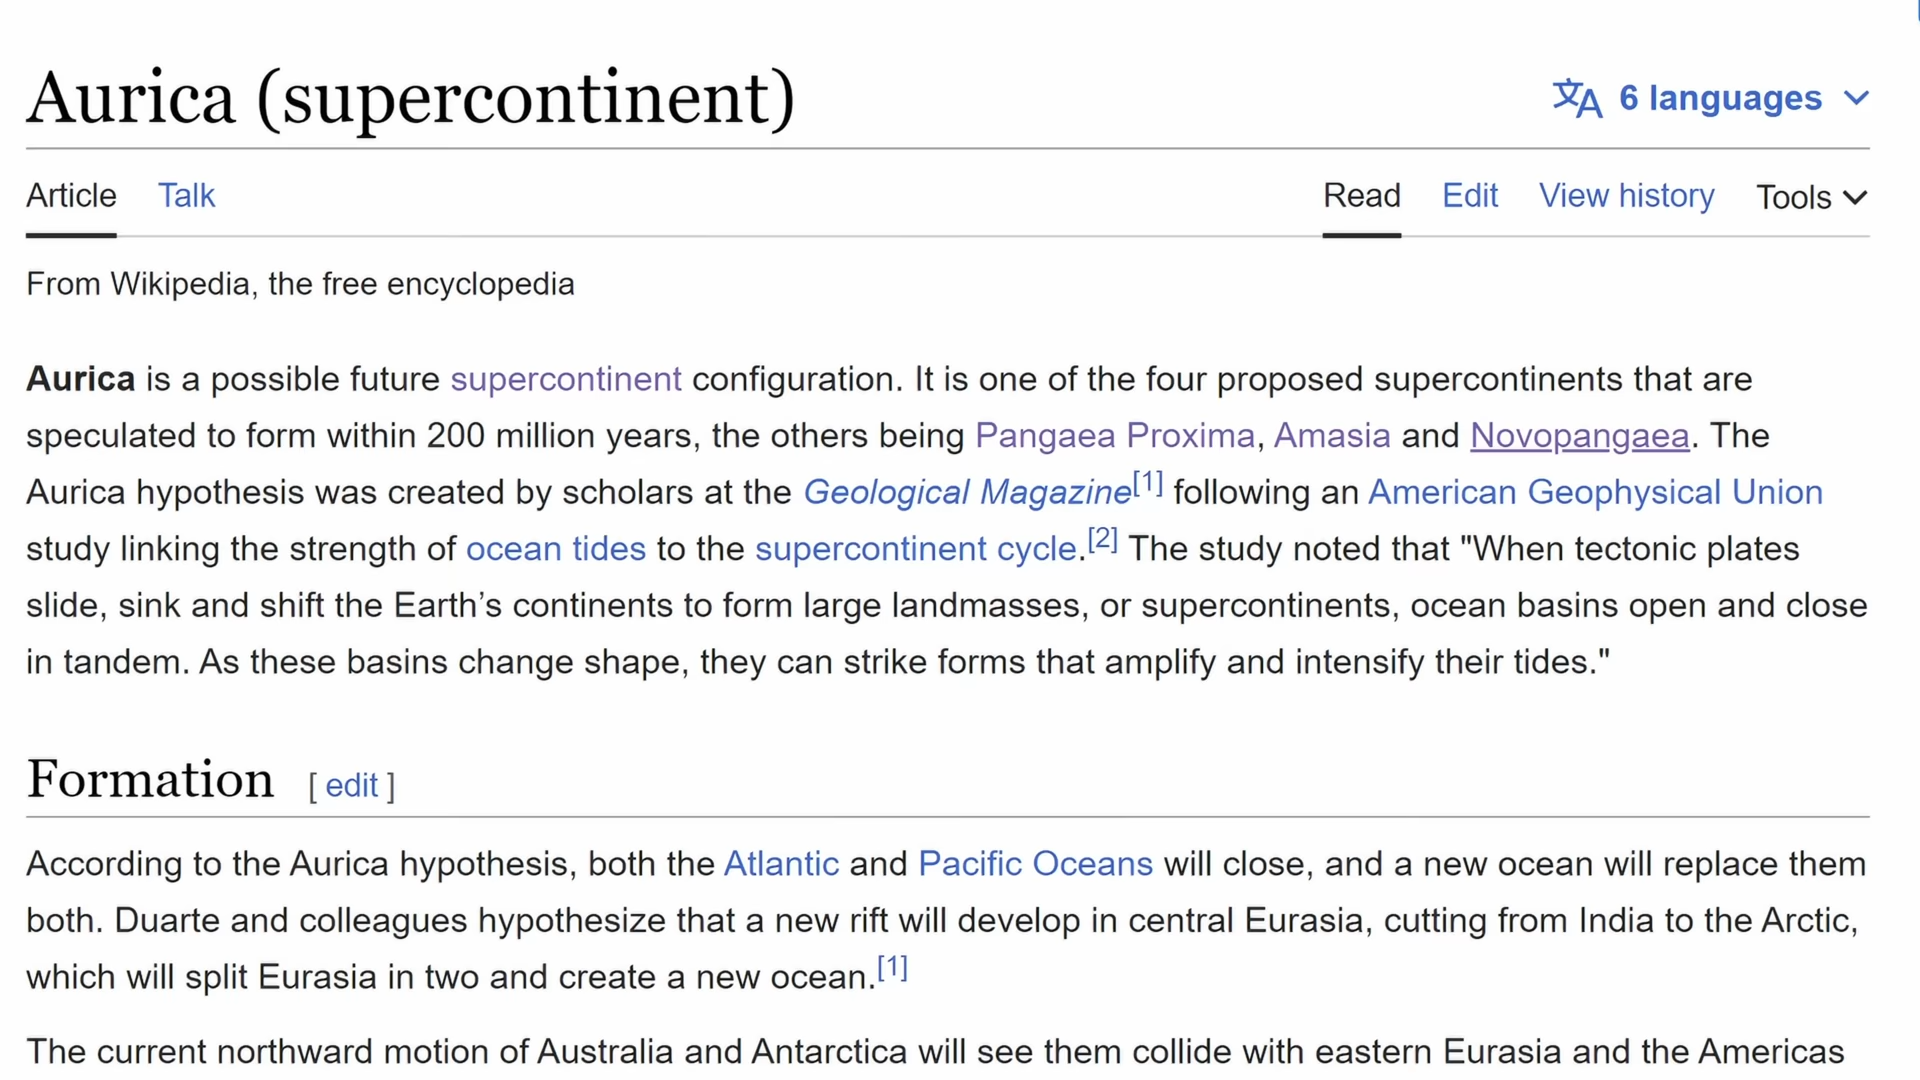 Aurica (supercontinent)
文A 6 languages
Article Talk Read Edit View history Tools
From Wikipedia, the free encyclopedia
Aurica is a possible future supercontinent configuration. It is one of the four proposed supercontinents that are
speculated to form within 200 million years, the others being Pangaea Proxima, Amasia and Novopangaea. The
Aurica hypothesis was created by scholars at the Geological Magazine[1] following an American Geophysical Union
study linking the strength of ocean tides to the supercontinent cycle.[2] The study noted that "When tectonic plates
slide, sink and shift the Earth’s continents to form large landmasses, or supercontinents, ocean basins open and close
in tandem. As these basins change shape, they can strike forms that amplify and intensify their tides."
Formation [ edit ]
According to the Aurica hypothesis, both the Atlantic and Pacific Oceans will close, and a new ocean will replace them
both. Duarte and colleagues hypothesize that a new rift will develop in central Eurasia, cutting from India to the Arctic,
which will split Eurasia in two and create a new ocean.[1]
The current northward motion of Australia and Antarctica will see them collide with eastern Eurasia and the Americas